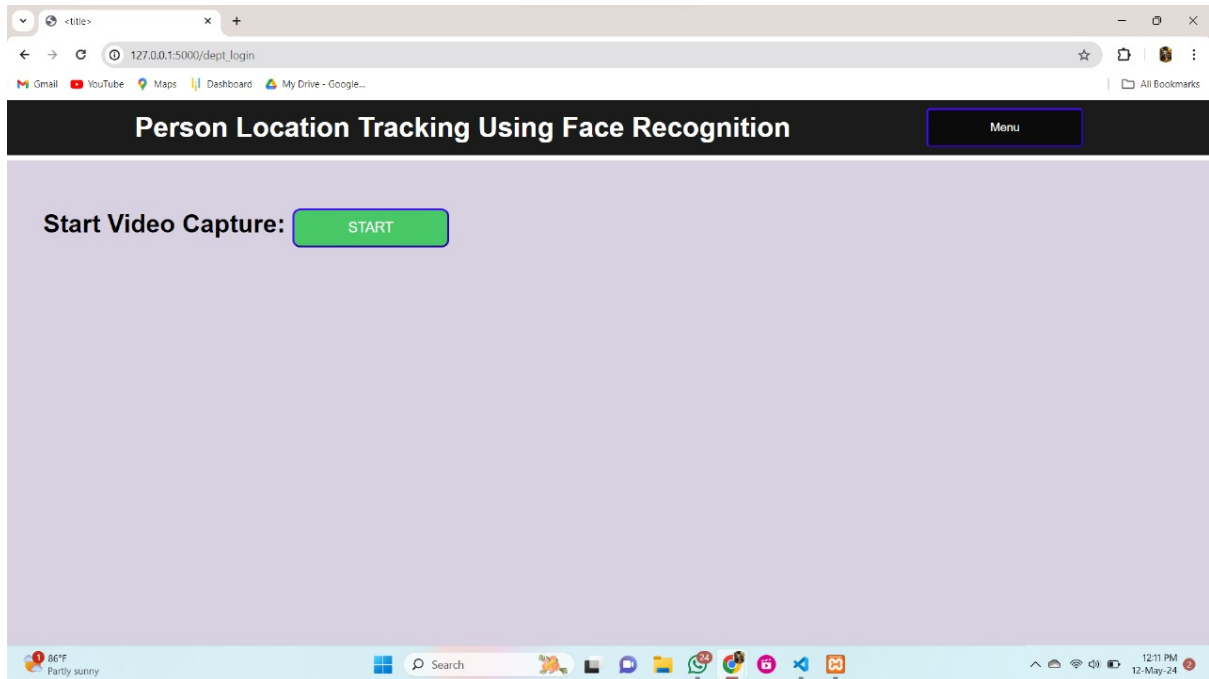 <title>
127.0.0.1:5000/dept_login
Gmail YouTube Maps Dashboard My Drive - Google... All Bookmarks
Person Location Tracking Using Face Recognition Menu
Start Video Capture: START
1 86°F
Partly sunny
Search 24
12:11 PM
12-May-24 2